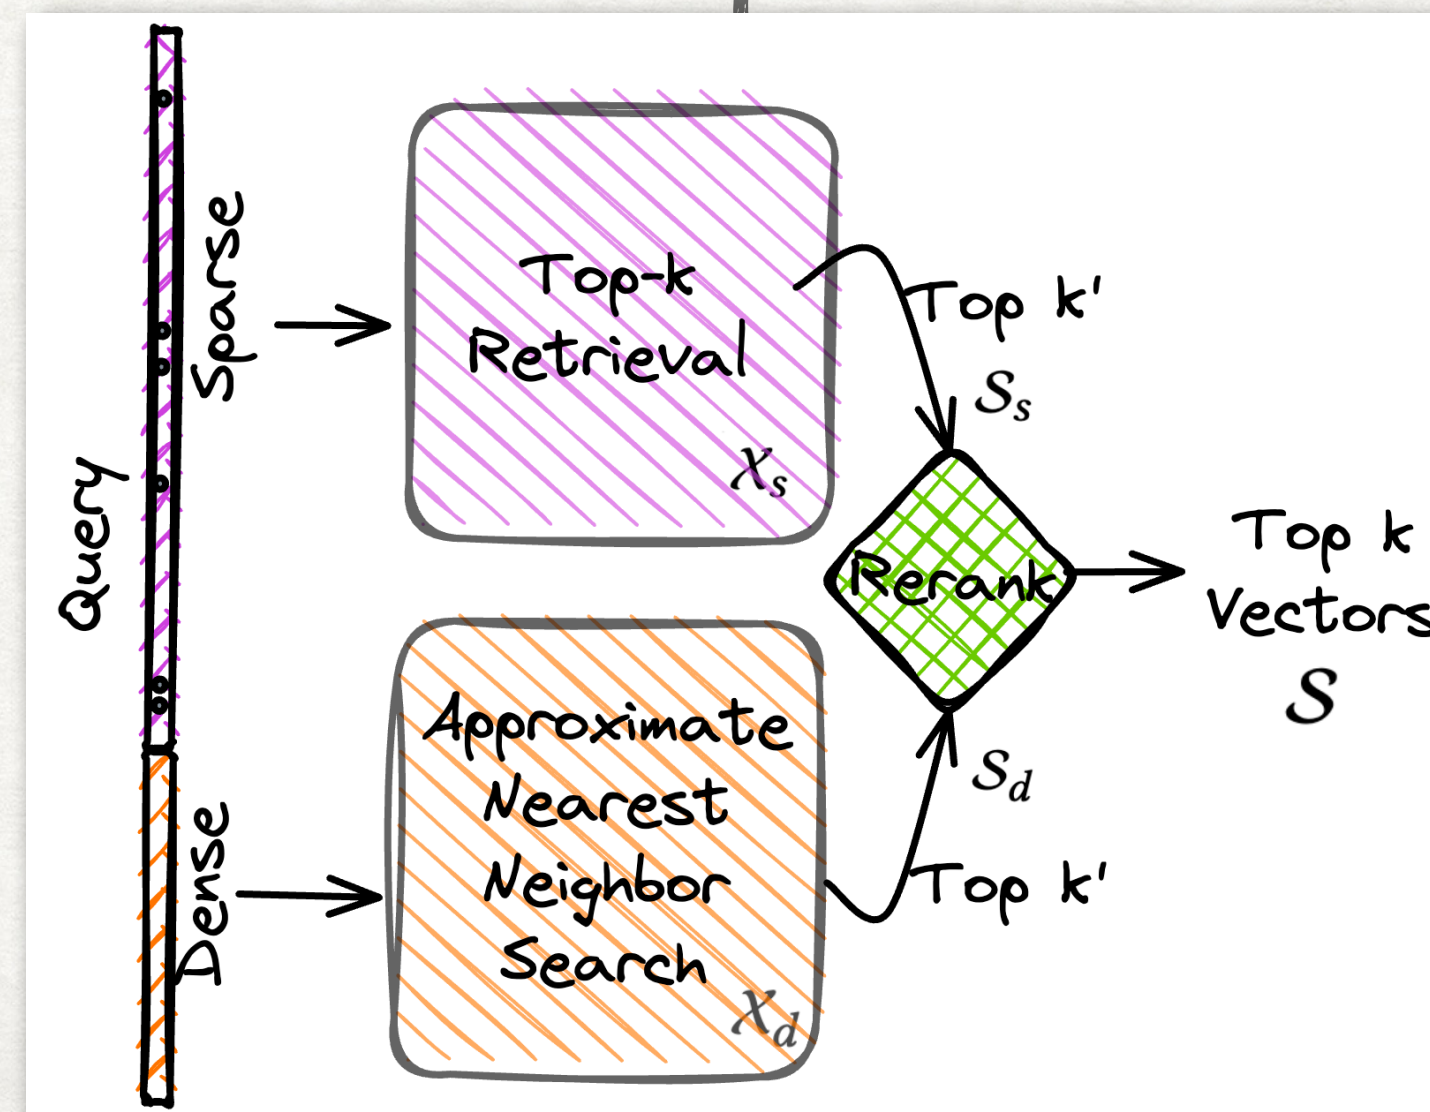 Query
Sparse
Top-k
Retrieval
𝒳s
Top k'
𝒮s
Rerank
Top k
Vectors
𝒮
Dense
Approximate
Nearest
Neighbor
Search
𝒳d
𝒮d
Top k'